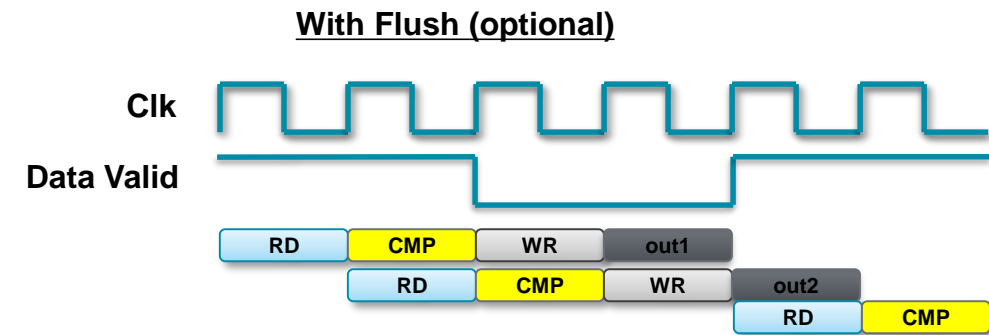 With Flush (optional)
Clk
Data Valid
RD CMP WR out1
RD CMP WR out2
RD CMP